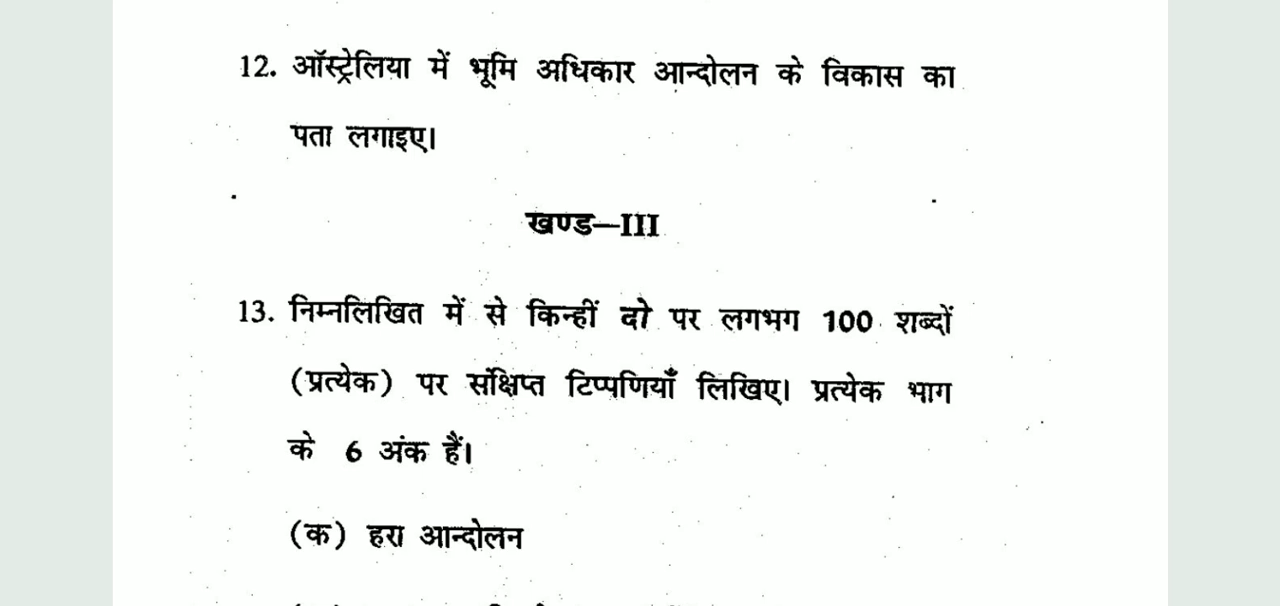 12. ऑस्ट्रेलिया में भूमि अधिकार आन्दोलन के विकास का
पता लगाइए।
खण्ड—III
13. निम्नलिखित में से किन्हीं दो पर लगभग 100 शब्दों
(प्रत्येक) पर संक्षिप्त टिप्पणियाँ लिखिए। प्रत्येक भाग
के 6 अंक हैं।
(क) हरा आन्दोलन